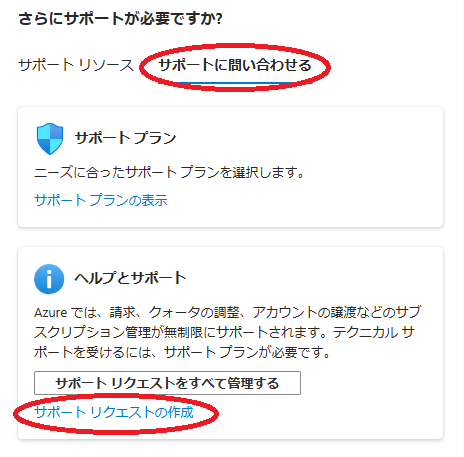 さらにサポートが必要ですか?
サポート リソース サポートに問い合わせる
サポート プラン
ニーズに合ったサポート プランを選択します。
サポート プランの表示
ヘルプとサポート
Azure では、請求、クォータの調整、アカウントの譲渡などのサブ
スクリプション管理が無制限にサポートされます。テクニカル サ
ポートを受けるには、サポート プランが必要です。
サポート リクエストをすべて管理する
サポート リクエストの作成